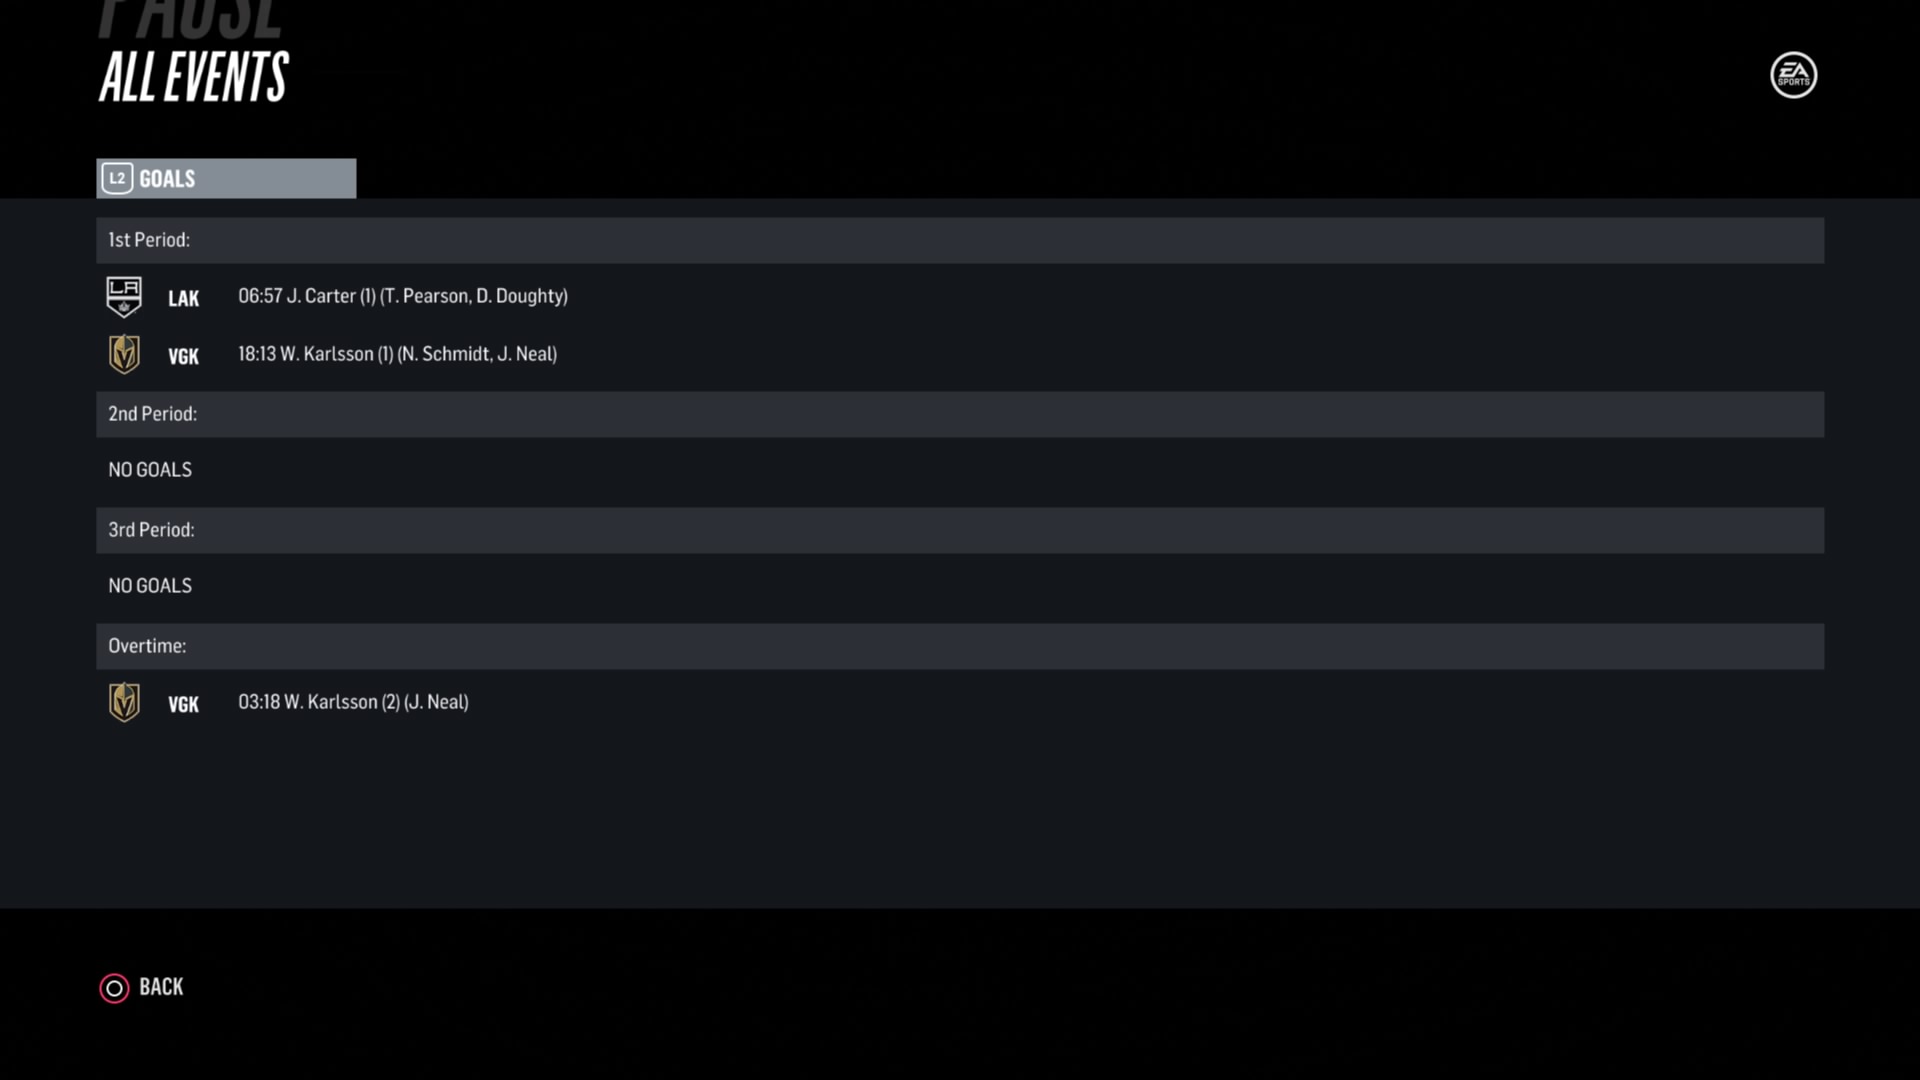 PAUSE
ALL EVENTS
EA
SPORTS
L2 GOALS
1st Period:
LA
LAK 06:57 J. Carter (1) (T. Pearson, D. Doughty)
VGK 18:13 W. Karlsson (1) (N. Schmidt, J. Neal)
2nd Period:
NO GOALS
3rd Period:
NO GOALS
Overtime:
VGK 03:18 W. Karlsson (2) (J. Neal)
BACK